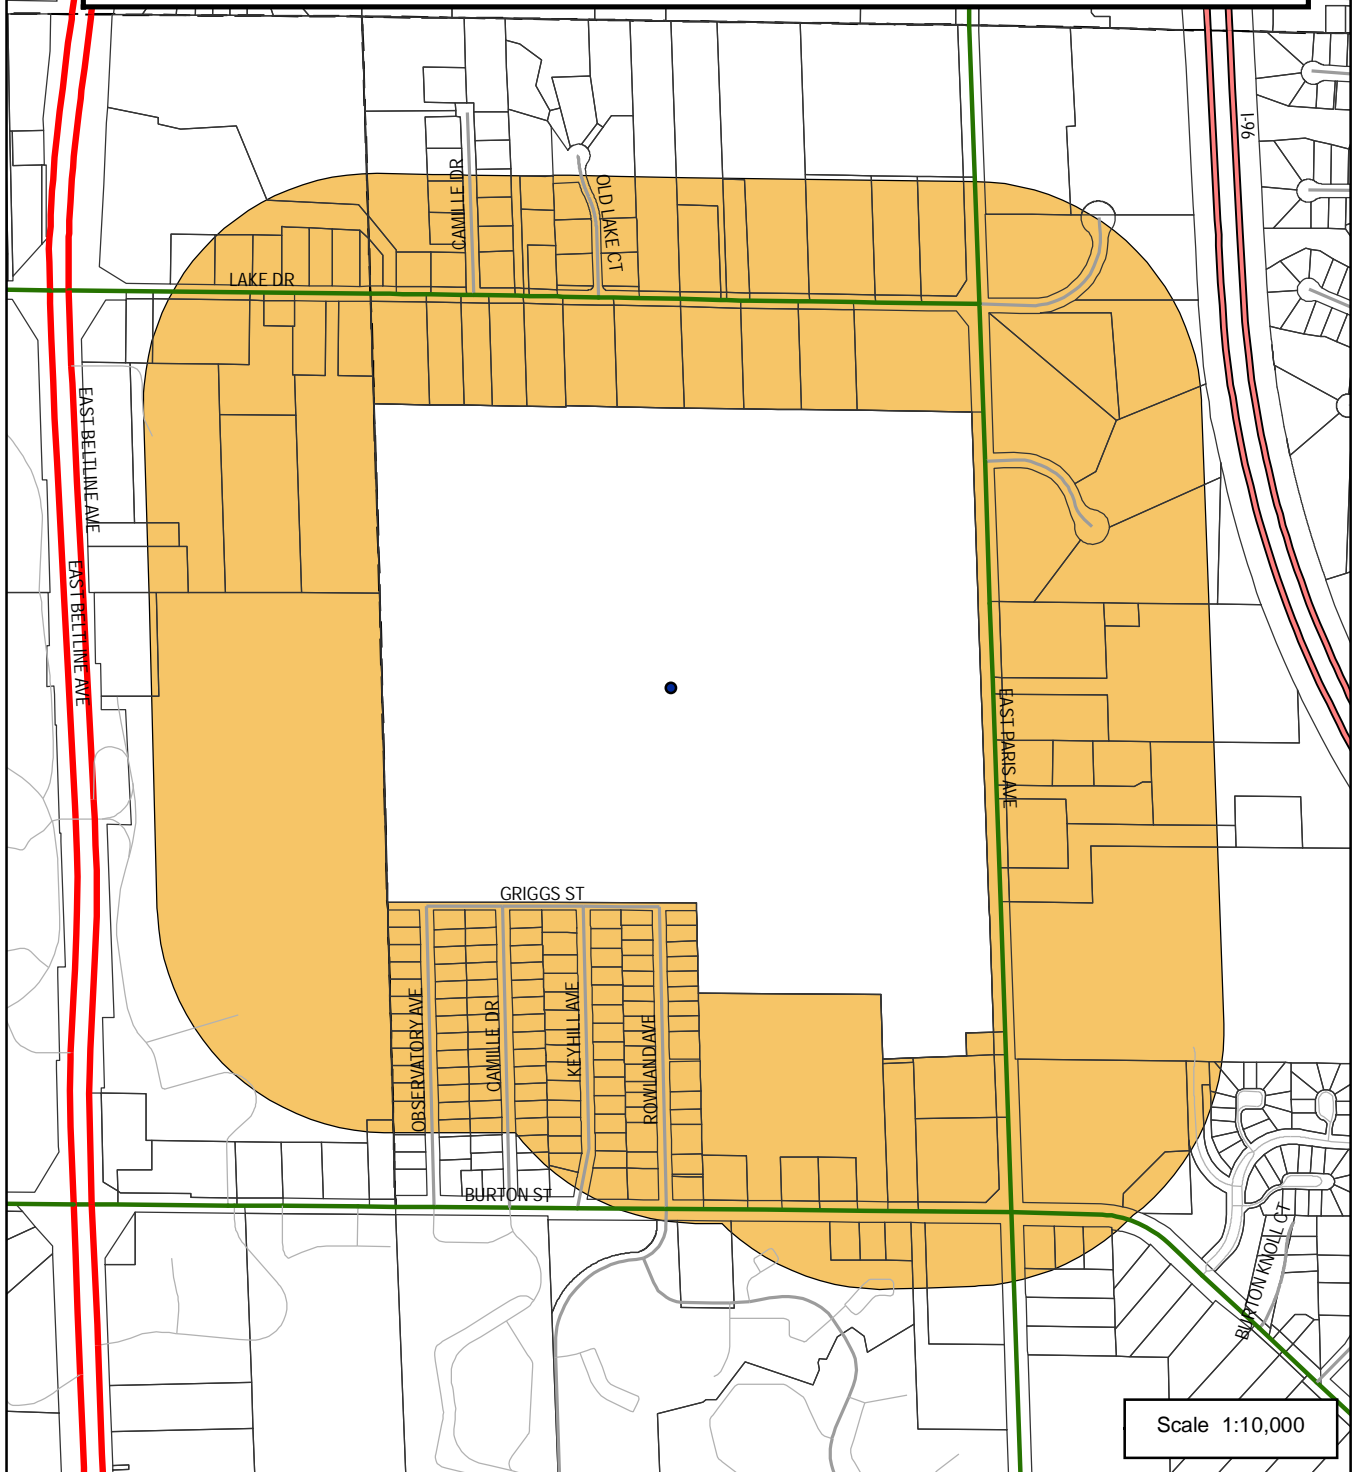 I-96
CAMILLE DR
OLD LAKE CT
LAKE DR
EAST BELTLINE AVE
EAST BELTLINE AVE
EAST PARIS AVE
GRIGGS ST
OBSERVATORY AVE
CAMILLE DR
KEYHILL AVE
ROWLAND AVE
BURTON ST
BURTON KNOLL CT
Scale 1:10,000